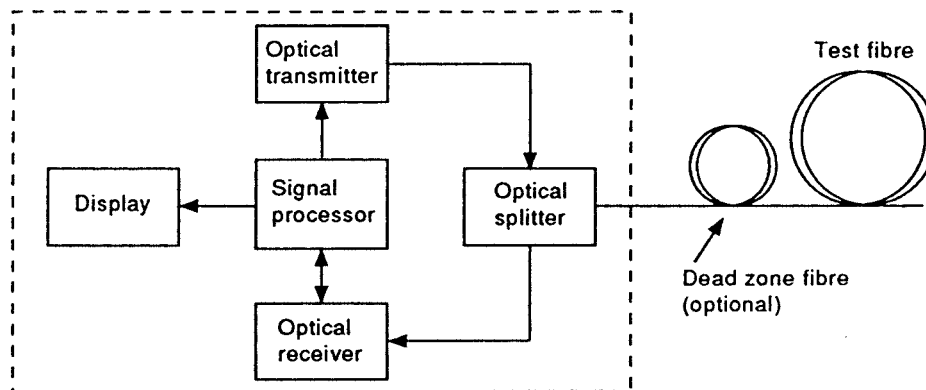 Optical
transmitter
Test fibre
Display
Signal
processor
Optical
splitter
Dead zone fibre
(optional)
Optical
receiver